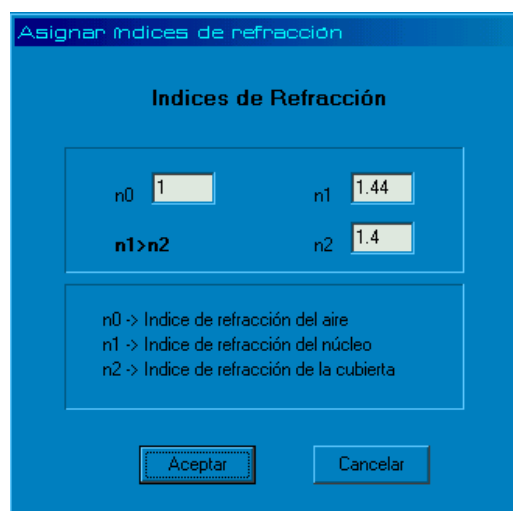 Asignar índices de refracción
Indices de Refracción
n0 1 n1 1.44
n1>n2 n2 1.4
n0 -> Indice de refracción del aire
n1 -> Indice de refracción del núcleo
n2 -> Indice de refracción de la cubierta
Aceptar Cancelar